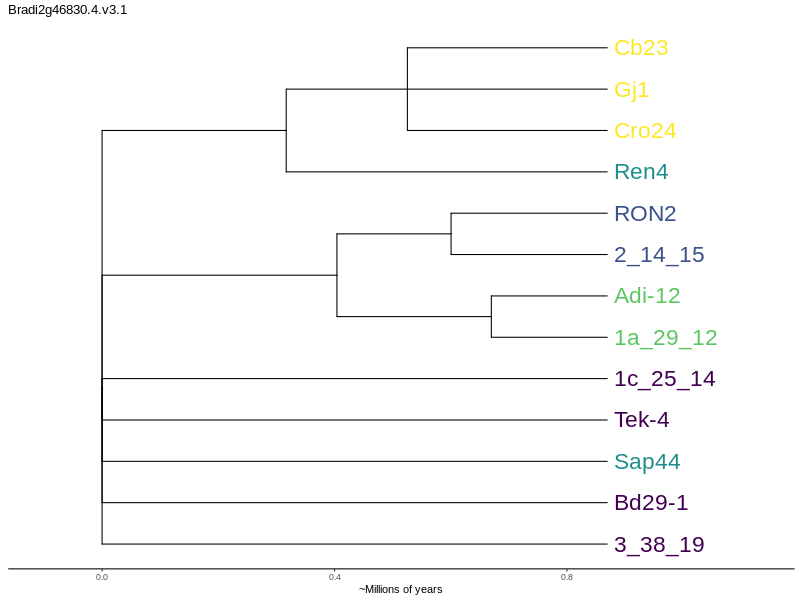 Bradi2g46830.4.v3.1
Cb23
Gj1
Cro24
Ren4
RON2
2_14_15
Adi-12
1a_29_12
1c_25_14
Tek-4
Sap44
Bd29-1
3_38_19
0.0 0.4 0.8
~Millions of years